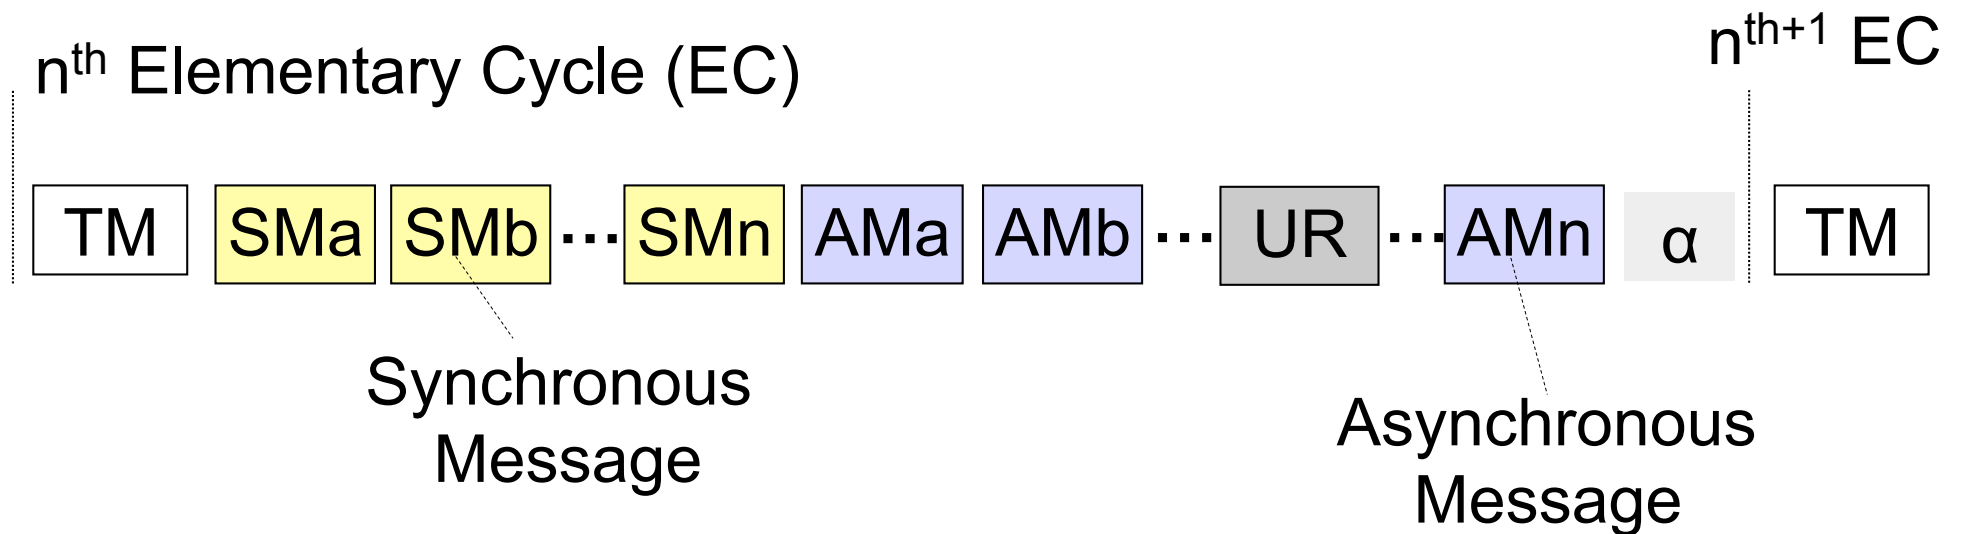 nth Elementary Cycle (EC)
nth+1 EC
TM SMa SMb ... SMn AMa AMb ... UR ... AMn α TM
Synchronous
Message
Asynchronous
Message